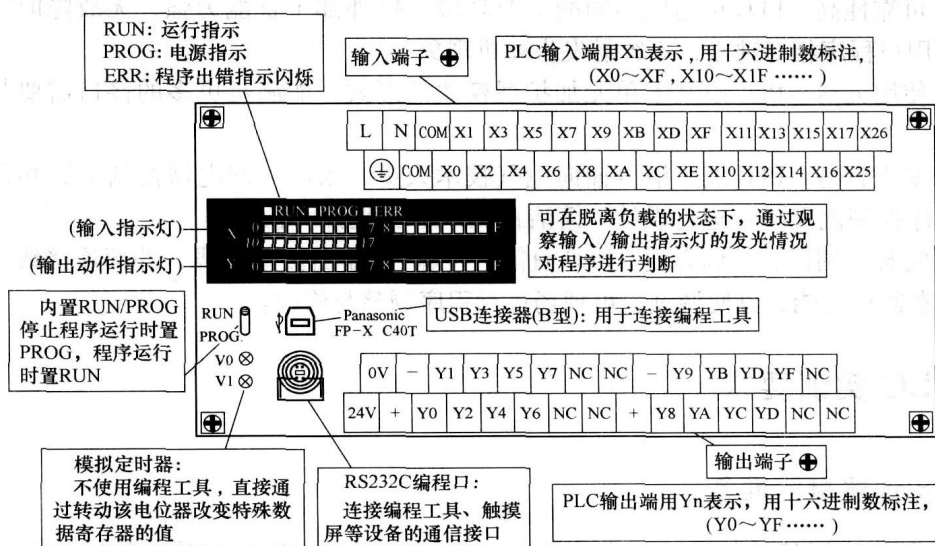 RUN: 运行指示
PROG: 电源指示
ERR: 程序出错指示闪烁
输入端子
PLC输入端用Xn表示，用十六进制数标注，
(X0～XF，X10～X1F ……)
L N COM X1 X3 X5 X7 X9 XB XD XF X11 X13 X15 X17 X26
COM X0 X2 X4 X6 X8 XA XC XE X10 X12 X14 X16 X25
RUN PROG ERR
(输入指示灯)
X 0 7 8 F
10 17
(输出动作指示灯)
Y 0 7 8 F
可在脱离负载的状态下，通过观
察输入/输出指示灯的发光情况
对程序进行判断
内置RUN/PROG
停止程序运行时置
PROG，程序运行
时置RUN
RUN
PROG.
V0
V1
Panasonic
FP-X C40T
USB连接器(B型): 用于连接编程工具
0V − Y1 Y3 Y5 Y7 NC NC − Y9 YB YD YF NC
24V + Y0 Y2 Y4 Y6 NC NC + Y8 YA YC YD NC NC
模拟定时器:
不使用编程工具，直接通
过转动该电位器改变特殊数
据寄存器的值
RS232C编程口:
连接编程工具、触摸
屏等设备的通信接口
输出端子
PLC输出端用Yn表示，用十六进制数标注，
(Y0～YF ……)